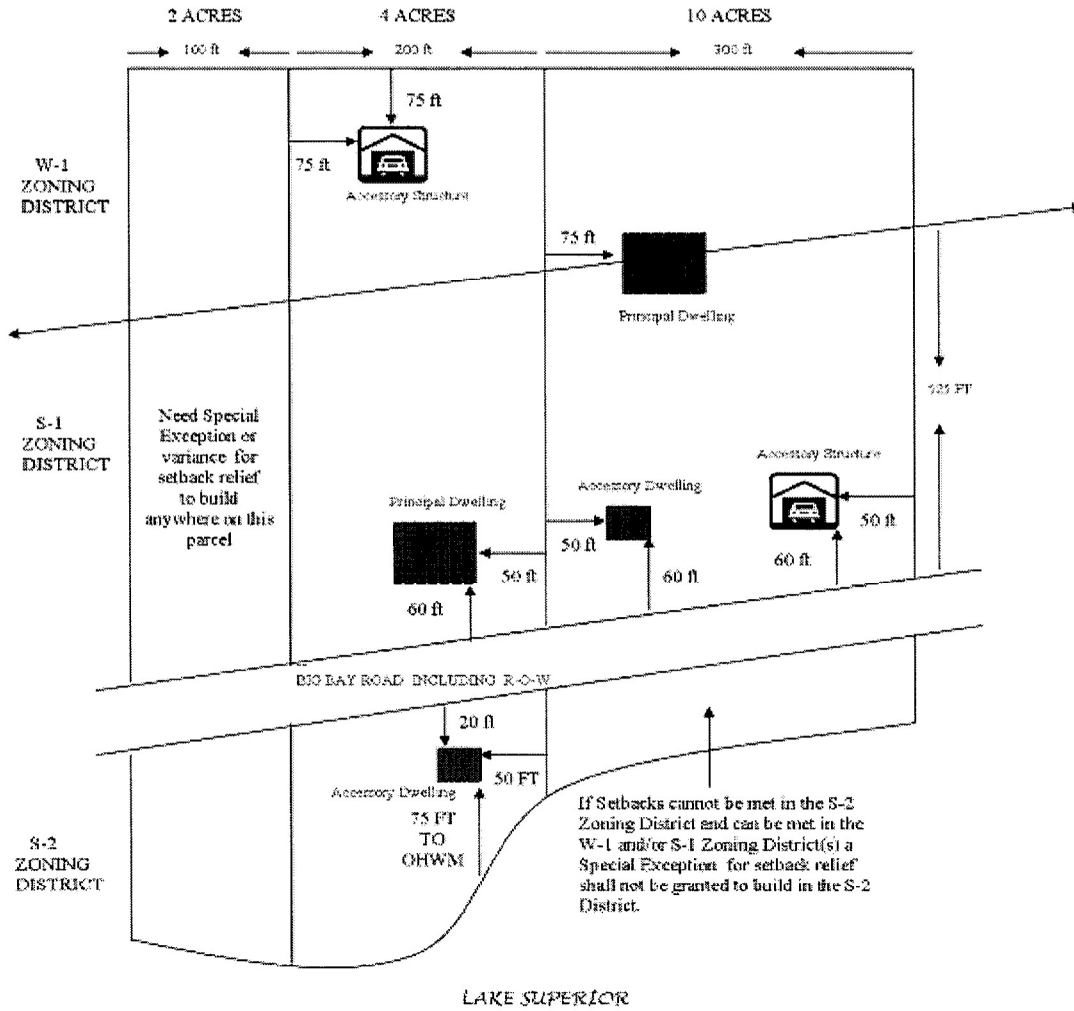 2 ACRES
4 ACRES
10 ACRES
100 ft
200 ft
300 ft
75 ft
75 ft
Accessory Structure
W-1
ZONING
DISTRICT
75 ft
Principal Dwelling
S-1
ZONING
DISTRICT
Need Special
Exception or
variance for
setback relief
to build
anywhere on this
parcel
FT
Accessory Structure
Accessory Dwelling
Principal Dwelling
50 ft
50 ft
50 ft
60 ft
60 ft
60 ft
BIG BAY ROAD INCLUDING R-O-W
20 ft
50 FT
Accessory Dwelling
75 FT
TO
OHWM
S-2
ZONING
DISTRICT
If Setbacks cannot be met in the S-2
Zoning District and can be met in the
W-1 and/or S-1 Zoning District(s) a
Special Exception for setback relief
shall not be granted to build in the S-2
District.
LAKE SUPERIOR